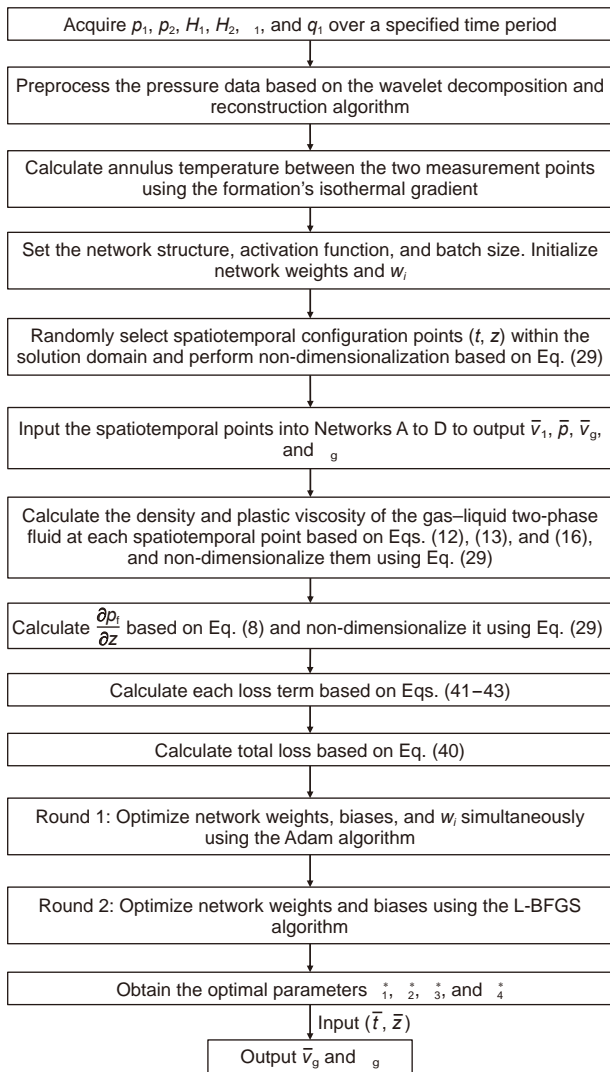 Acquire p₁, p₂, H₁, H₂, ₁, and q₁ over a specified time period
Preprocess the pressure data based on the wavelet decomposition and
reconstruction algorithm
Calculate annulus temperature between the two measurement points
using the formation's isothermal gradient
Set the network structure, activation function, and batch size. Initialize
network weights and wᵢ
Randomly select spatiotemporal configuration points (t, z) within the
solution domain and perform non-dimensionalization based on Eq. (29)
Input the spatiotemporal points into Networks A to D to output v̄₁, p̄, v̄g,
and g
Calculate the density and plastic viscosity of the gas–liquid two-phase
fluid at each spatiotemporal point based on Eqs. (12), (13), and (16),
and non-dimensionalize them using Eq. (29)
Calculate ∂pf/∂z based on Eq. (8) and non-dimensionalize it using Eq. (29)
Calculate each loss term based on Eqs. (41–43)
Calculate total loss based on Eq. (40)
Round 1: Optimize network weights, biases, and wᵢ simultaneously
using the Adam algorithm
Round 2: Optimize network weights and biases using the L-BFGS
algorithm
Obtain the optimal parameters *₁, *₂, *₃, and *₄
Input (t̄, z̄)
Output v̄g and g